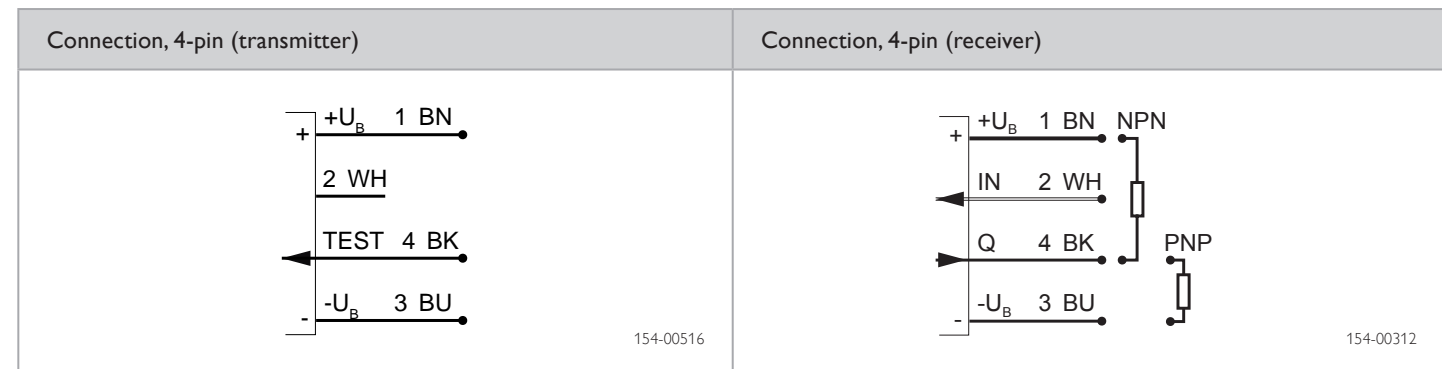 Connection, 4-pin (transmitter)
+U_B 1 BN
+
2 WH
TEST 4 BK
-U_B 3 BU
-
154-00516
Connection, 4-pin (receiver)
+U_B 1 BN NPN
+
IN 2 WH
Q 4 BK PNP
-U_B 3 BU
-
154-00312